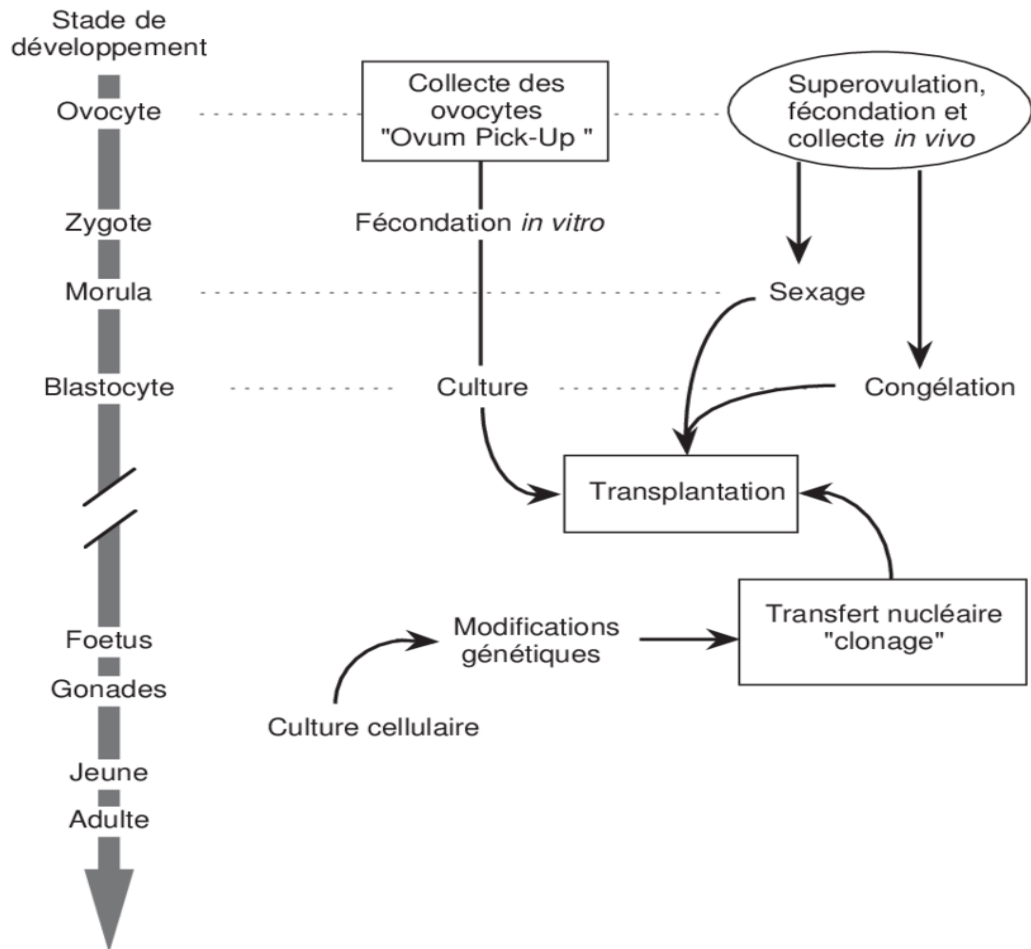 Stade de
développement
Ovocyte
Collecte des
ovocytes
"Ovum Pick-Up "
Superovulation,
fécondation et
collecte in vivo
Zygote
Fécondation in vitro
Morula
Sexage
Blastocyte
Culture
Congélation
Transplantation
Foetus
Modifications
génétiques
Transfert nucléaire
"clonage"
Gonades
Culture cellulaire
Jeune
Adulte